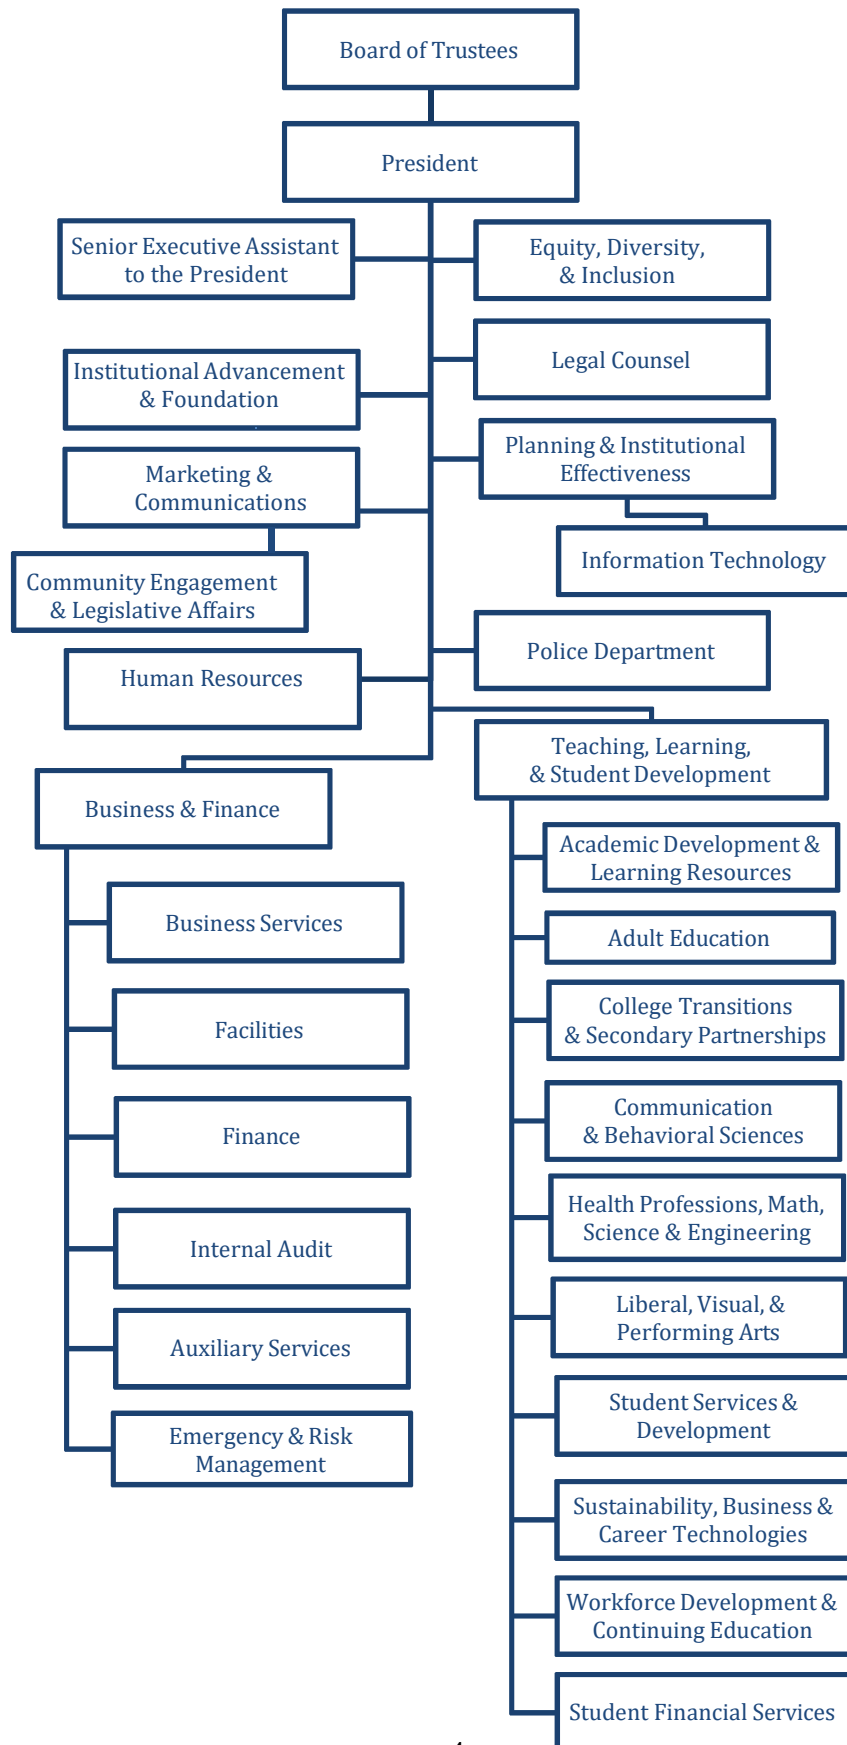 Board of Trustees
President
Senior Executive Assistant
to the President
Equity, Diversity,
& Inclusion
Institutional Advancement
& Foundation
Legal Counsel
Marketing &
Communications
Planning & Institutional
Effectiveness
Community Engagement
& Legislative Affairs
Information Technology
Human Resources
Police Department
Business & Finance
Teaching, Learning,
& Student Development
Business Services
Facilities
Finance
Internal Audit
Auxiliary Services
Emergency & Risk
Management
Academic Development &
Learning Resources
Adult Education
College Transitions
& Secondary Partnerships
Communication
& Behavioral Sciences
Health Professions, Math,
Science & Engineering
Liberal, Visual, &
Performing Arts
Student Services &
Development
Sustainability, Business &
Career Technologies
Workforce Development &
Continuing Education
Student Financial Services